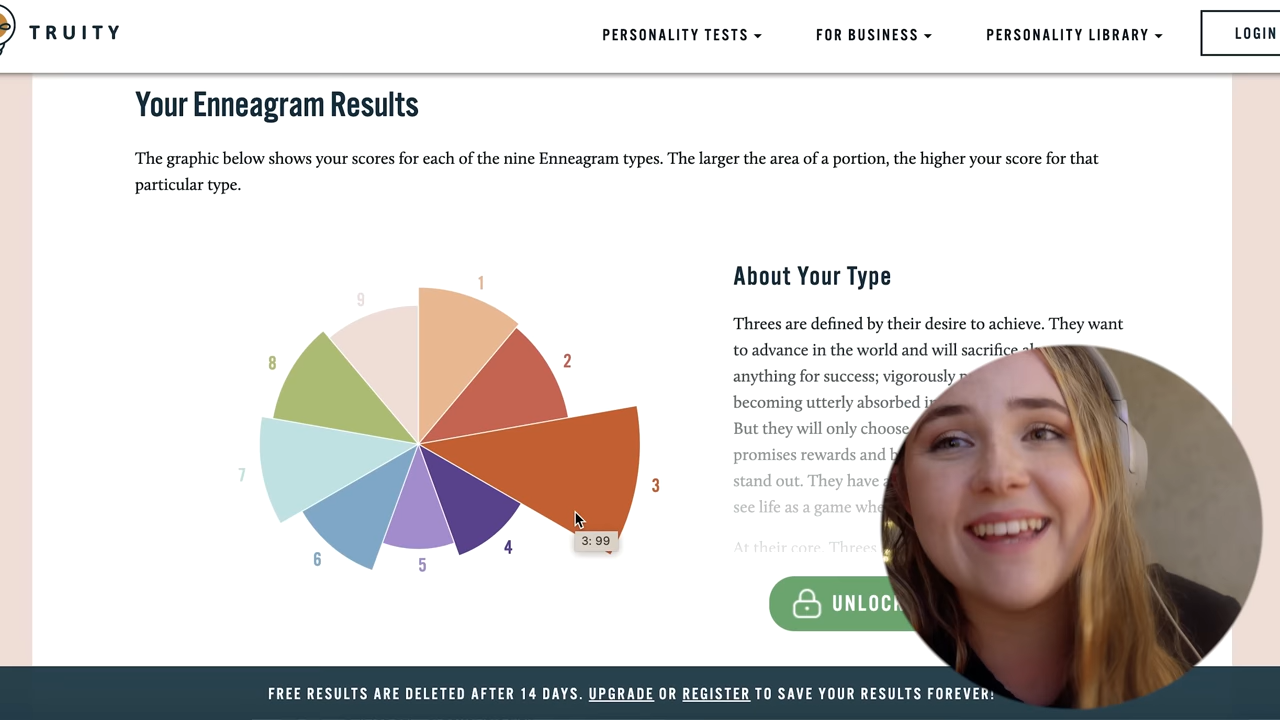 TRUITY
PERSONALITY TESTS
FOR BUSINESS
PERSONALITY LIBRARY
LOGIN
Your Enneagram Results
The graphic below shows your scores for each of the nine Enneagram types. The larger the area of a portion, the higher your score for that
particular type.
1
2
3
4
5
6
7
8
9
3: 99
About Your Type
Threes are defined by their desire to achieve. They want
to advance in the world and will sacrifice
anything for success; vigorously
becoming utterly absorbed
But they will only choose
promises rewards and
stand out. They have
see life as a game
At their core, Threes
UNLOCK
FREE RESULTS ARE DELETED AFTER 14 DAYS. UPGRADE OR REGISTER TO SAVE YOUR RESULTS FOREVER!